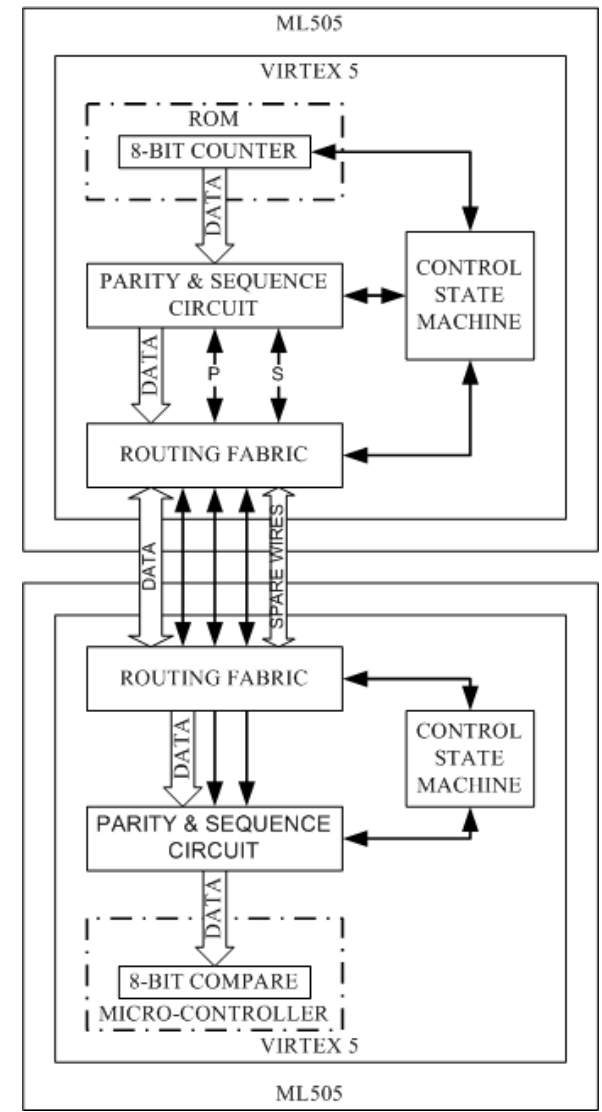 ML505
VIRTEX 5
ROM
8-BIT COUNTER
DATA
PARITY & SEQUENCE
CIRCUIT
CONTROL
STATE
MACHINE
DATA
P
S
ROUTING FABRIC
DATA
SPARE WIRES
ROUTING FABRIC
DATA
CONTROL
STATE
MACHINE
PARITY & SEQUENCE
CIRCUIT
DATA
8-BIT COMPARE
MICRO-CONTROLLER
VIRTEX 5
ML505